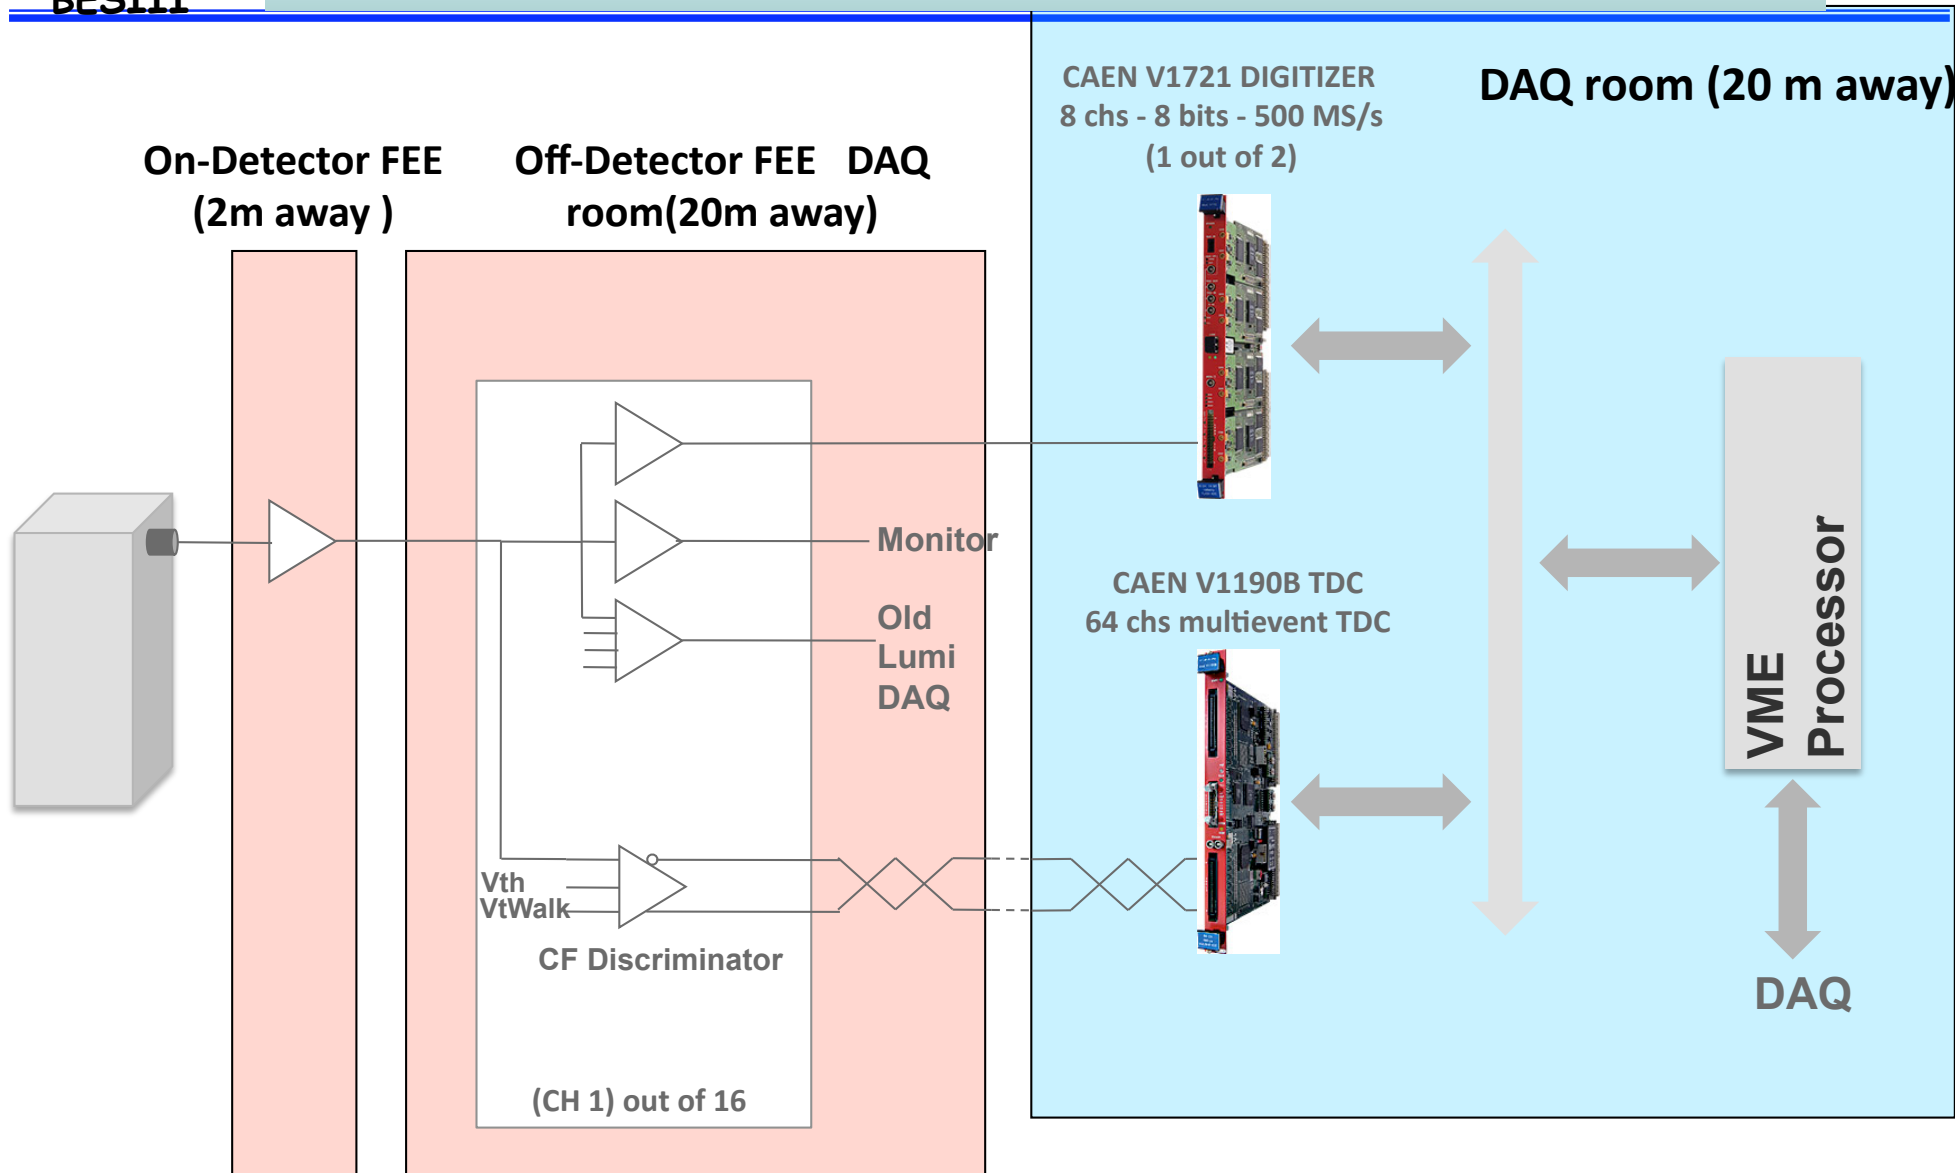 BESIII
CAEN V1721 DIGITIZER
8 chs - 8 bits - 500 MS/s
(1 out of 2)
DAQ room (20 m away)
On-Detector FEE
(2m away )
Off-Detector FEE DAQ
room(20m away)
Monitor
Old
Lumi
DAQ
CAEN V1190B TDC
64 chs multievent TDC
VME
Processor
Vth
VtWalk
CF Discriminator
DAQ
(CH 1) out of 16